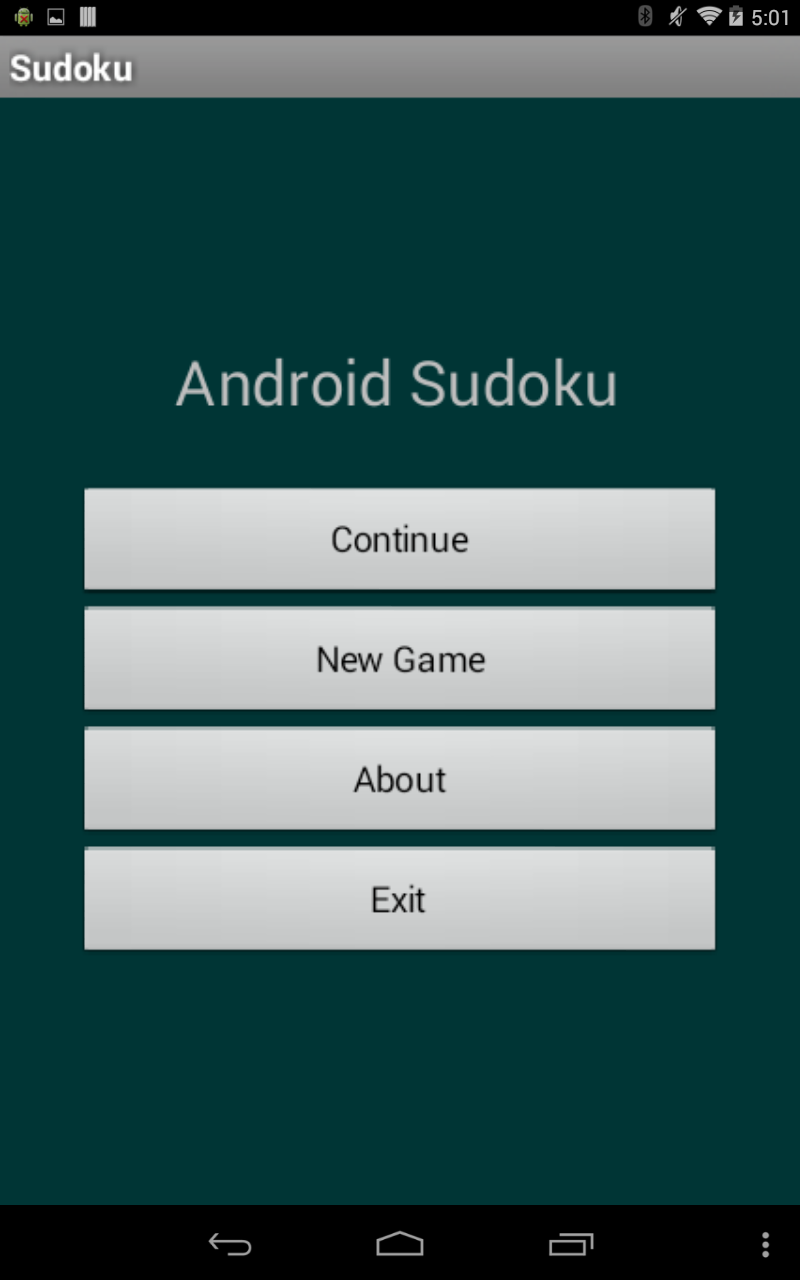 5:01
Sudoku
Android Sudoku
Continue
New Game
About
Exit